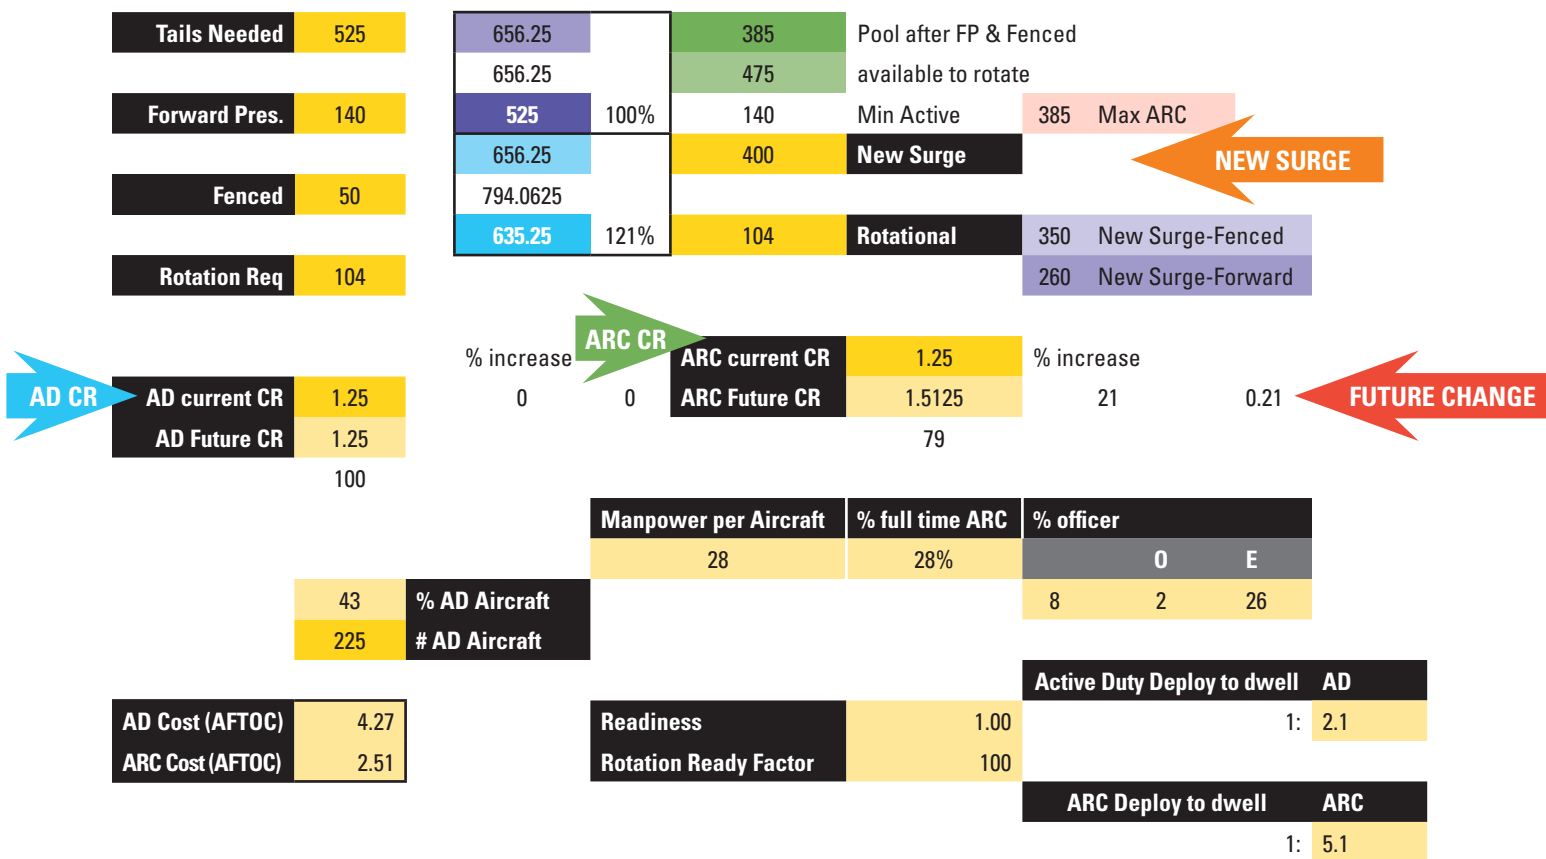 Tails Needed 525 656.25 385 Pool after FP & Fenced
656.25 475 available to rotate
Forward Pres. 140 525 100% 140 Min Active 385 Max ARC
656.25 400 New Surge NEW SURGE
Fenced 50 794.0625
635.25 121% 104 Rotational 350 New Surge-Fenced
Rotation Req 104 260 New Surge-Forward
ARC CR
% increase ARC current CR 1.25 % increase
AD CR AD current CR 1.25 0 0 ARC Future CR 1.5125 21 0.21 FUTURE CHANGE
AD Future CR 1.25 79
100
Manpower per Aircraft % full time ARC % officer
28 28% O E
43 % AD Aircraft 8 2 26
225 # AD Aircraft
Active Duty Deploy to dwell AD
AD Cost (AFTOC) 4.27 Readiness 1.00 1: 2.1
ARC Cost (AFTOC) 2.51 Rotation Ready Factor 100
ARC Deploy to dwell ARC
1: 5.1